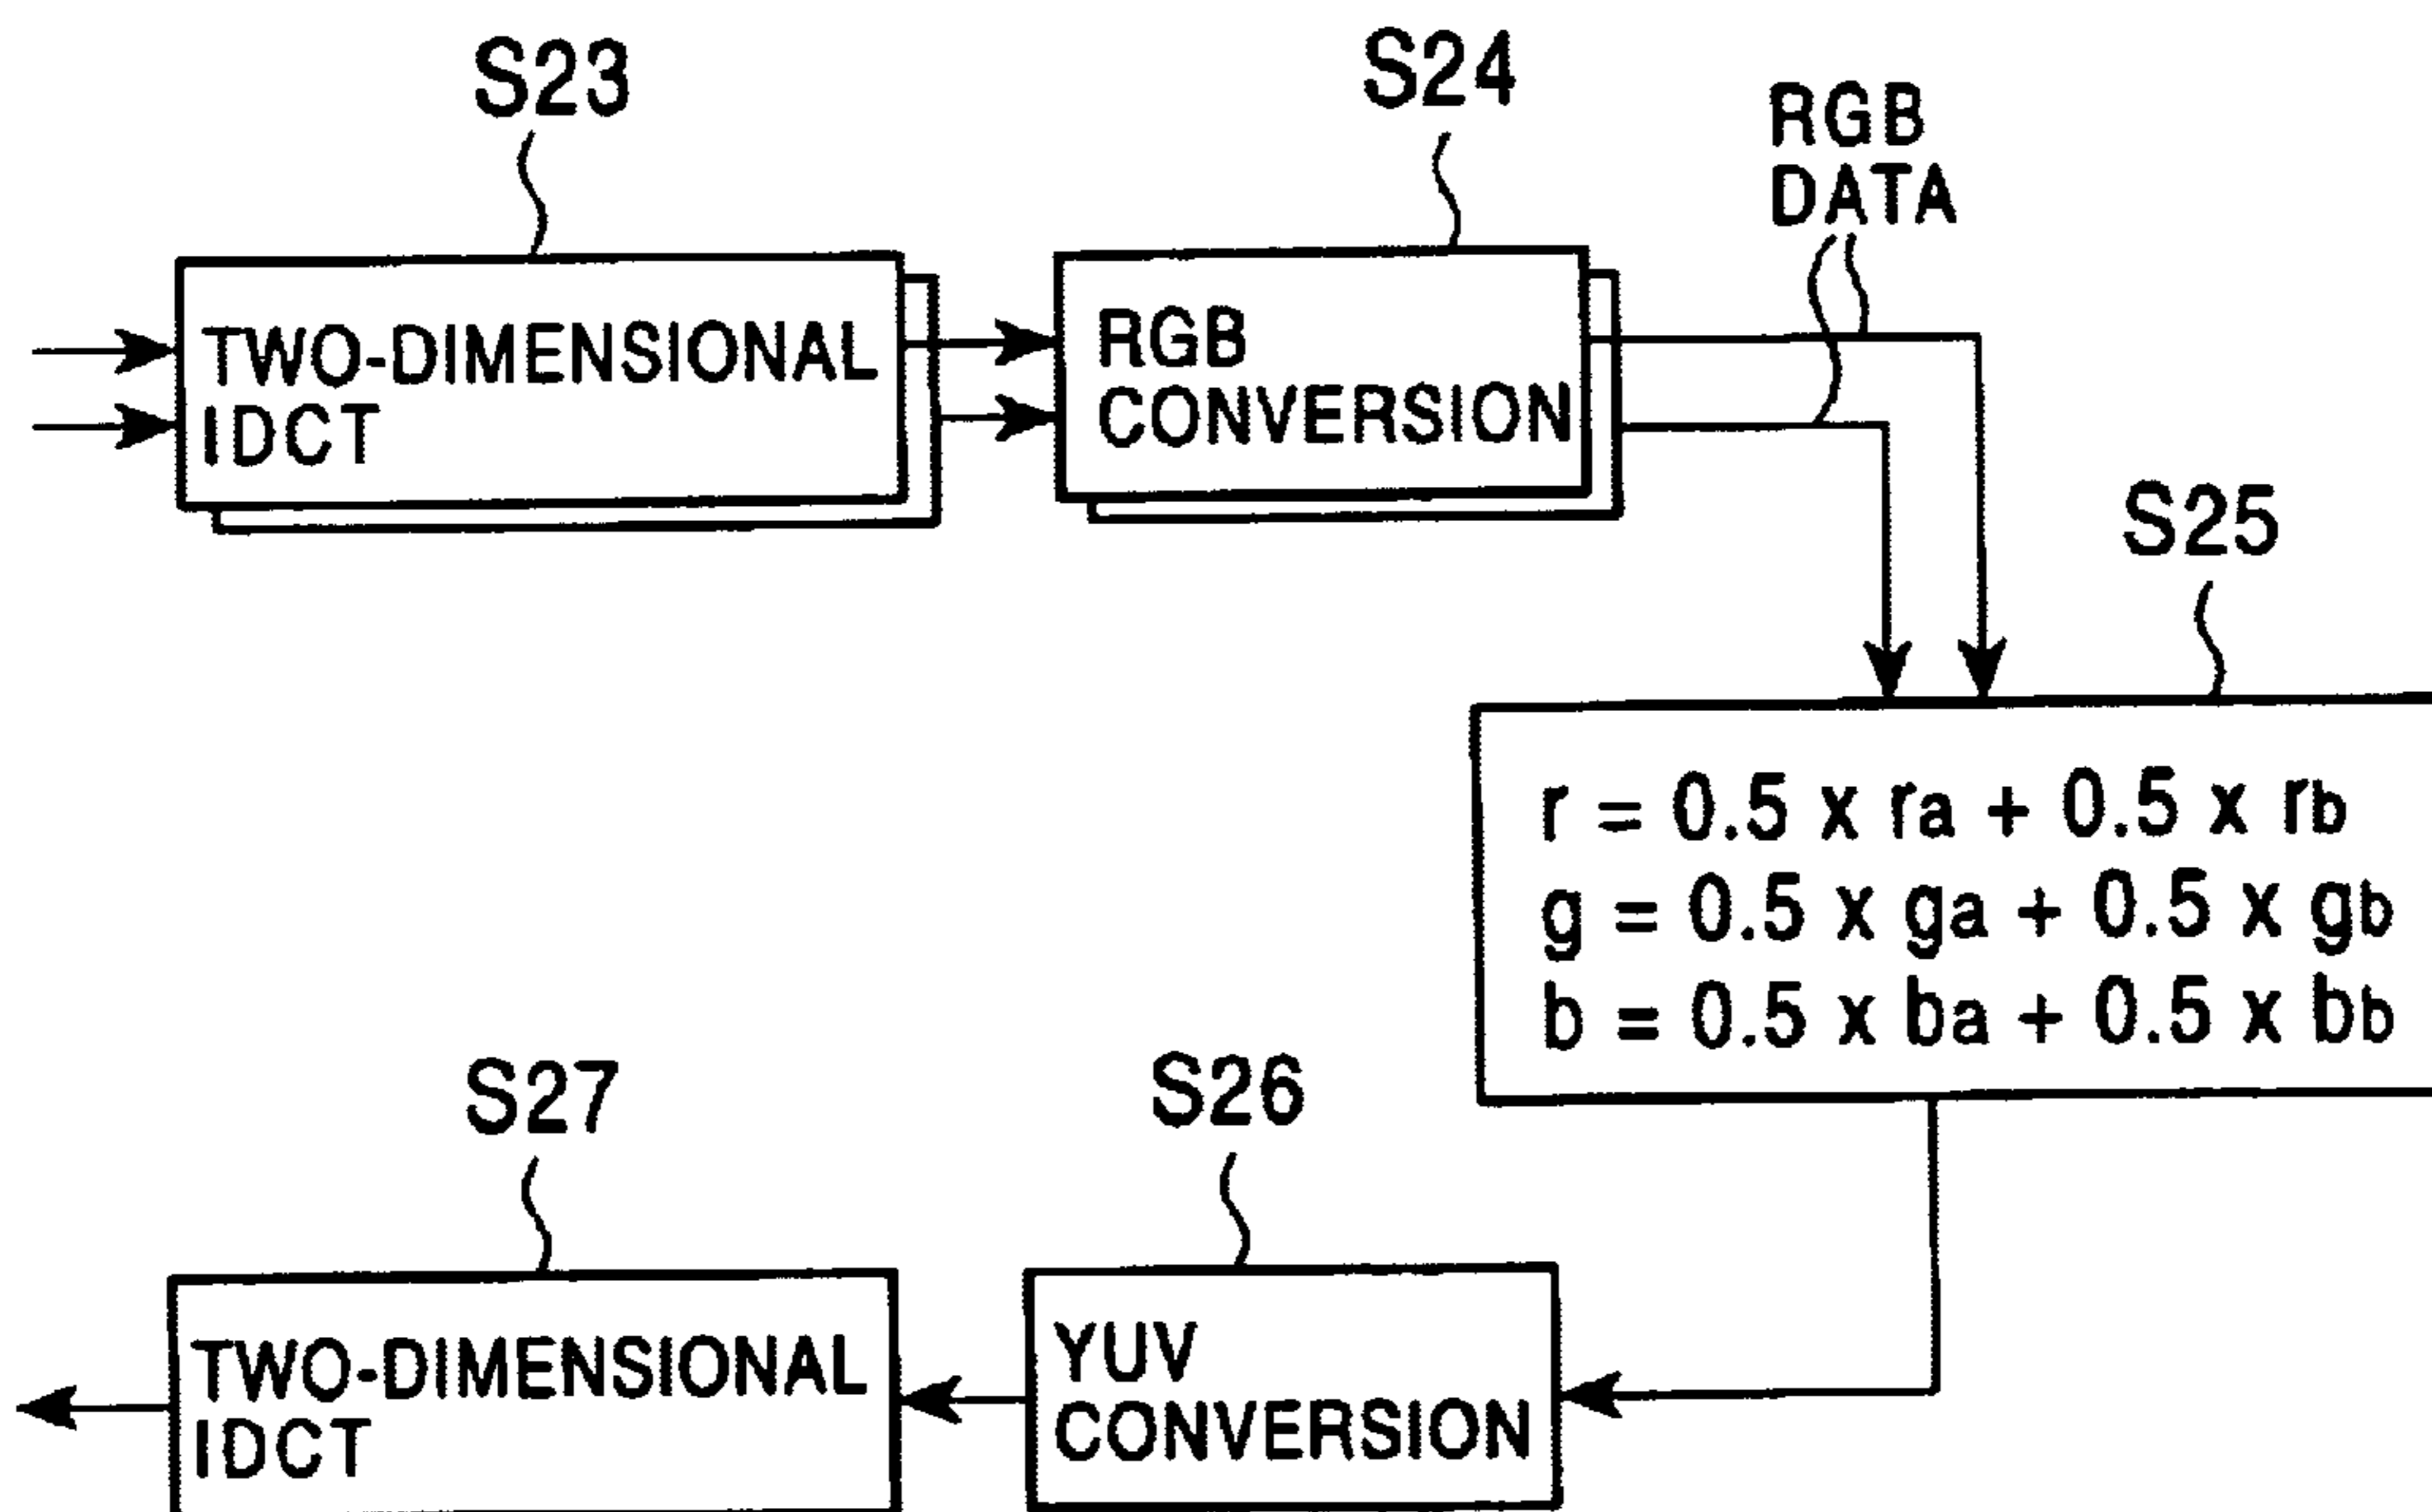 S23
S24
RGB
DATA
TWO-DIMENSIONAL
IDCT
RGB
CONVERSION
S25
r = 0.5 x ra + 0.5 x rb
g = 0.5 x ga + 0.5 x gb
b = 0.5 x ba + 0.5 x bb
S27
S26
TWO-DIMENSIONAL
IDCT
YUV
CONVERSION